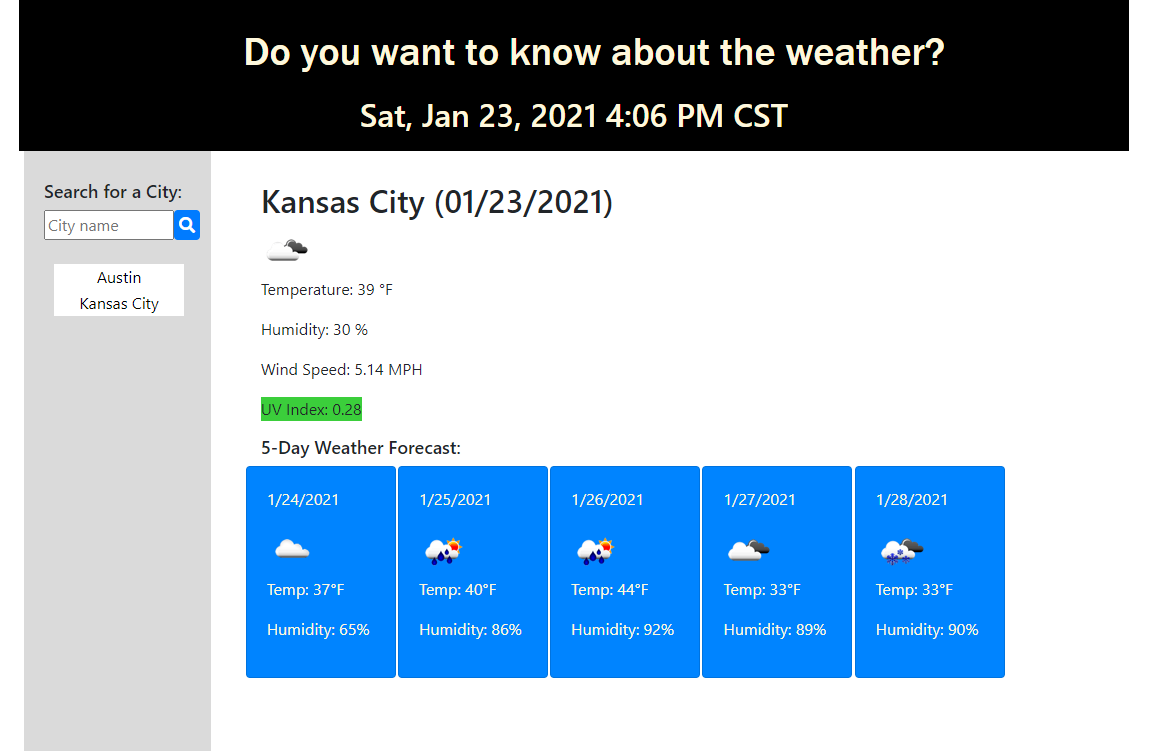 Do you want to know about the weather?
Sat, Jan 23, 2021 4:06 PM CST
Search for a City:
City name
Austin
Kansas City
Kansas City (01/23/2021)
Temperature: 39 °F
Humidity: 30 %
Wind Speed: 5.14 MPH
UV Index: 0.28
5-Day Weather Forecast:
1/24/2021
Temp: 37°F
Humidity: 65%
1/25/2021
Temp: 40°F
Humidity: 86%
1/26/2021
Temp: 44°F
Humidity: 92%
1/27/2021
Temp: 33°F
Humidity: 89%
1/28/2021
Temp: 33°F
Humidity: 90%